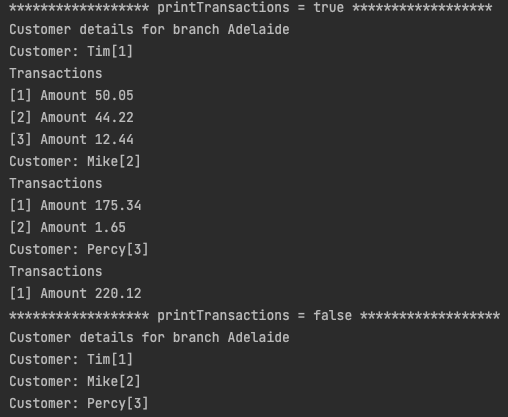 ****************** printTransactions = true ******************
Customer details for branch Adelaide
Customer: Tim[1]
Transactions
[1] Amount 50.05
[2] Amount 44.22
[3] Amount 12.44
Customer: Mike[2]
Transactions
[1] Amount 175.34
[2] Amount 1.65
Customer: Percy[3]
Transactions
[1] Amount 220.12
****************** printTransactions = false ******************
Customer details for branch Adelaide
Customer: Tim[1]
Customer: Mike[2]
Customer: Percy[3]